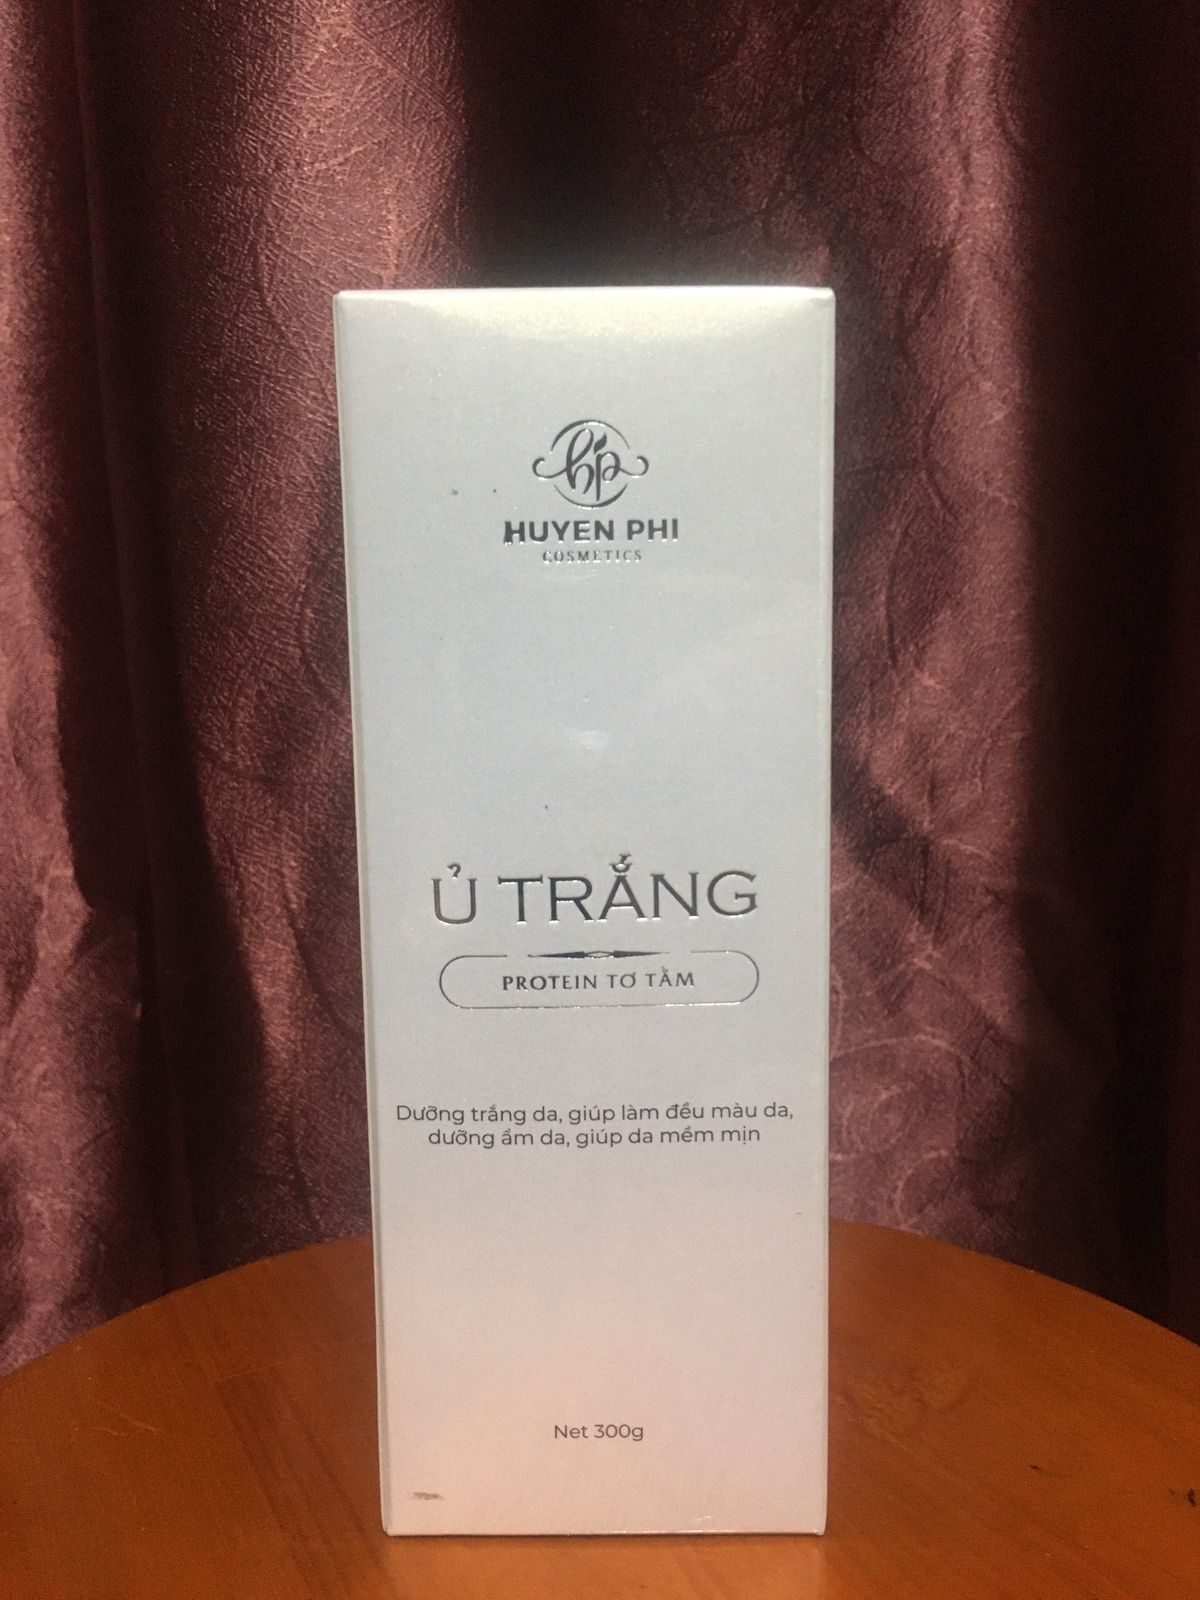 hp
HUYEN PHI
COSMETICS
Ủ TRẮNG
PROTEIN TƠ TẰM
Dưỡng trắng da, giúp làm đều màu da,
dưỡng ẩm da, giúp da mềm mịn
Net 300g